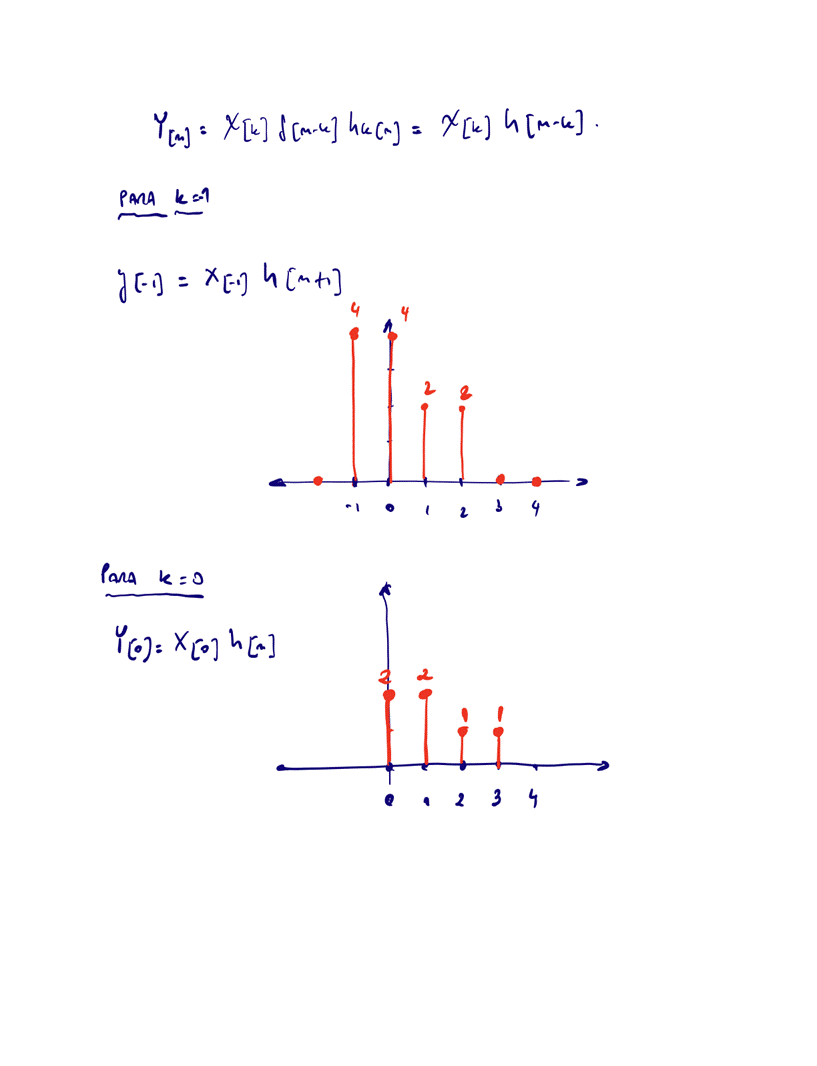 Y[n] = X[k] δ[n-k] hk[n] = X[k] h[n-k].
PARA k=-1
y[-1] = X[-1] h[n+1]
4 4
2 2
-1 0 1 2 3 4
PARA k=0
Y[0] = X[0] h[n]
2 2
1 1
0 1 2 3 4